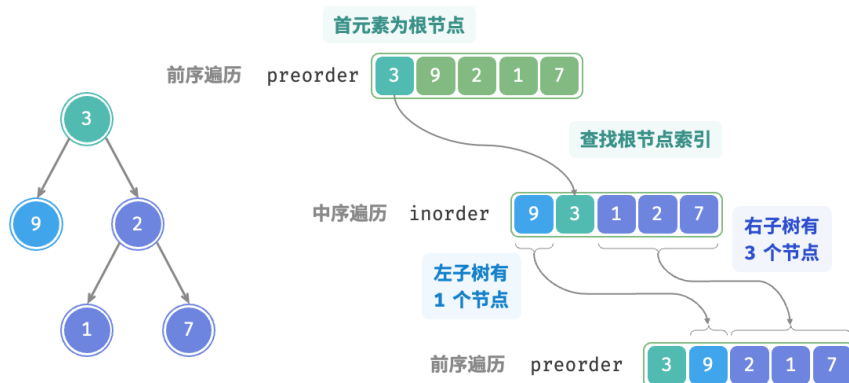 首元素为根节点
前序遍历 preorder 3 9 2 1 7
3
查找根节点索引
9 2
中序遍历 inorder 9 3 1 2 7
右子树有
3 个节点
左子树有
1 个节点
1 7
前序遍历 preorder 3 9 2 1 7